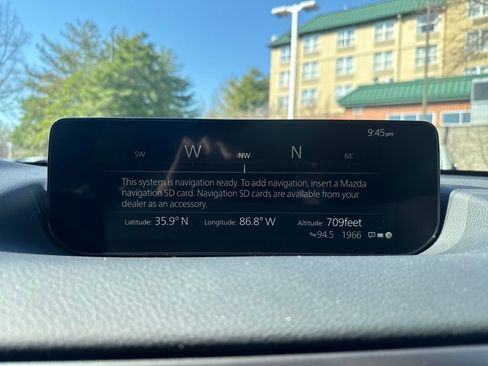 9:45pm
SW W NW N NE
This system is navigation ready. To add navigation, insert a Mazda
navigation SD card. Navigation SD cards are available from your
dealer as an accessory.
Latitude: 35.9° N Longitude: 86.8° W Altitude: 709feet
94.5 1966